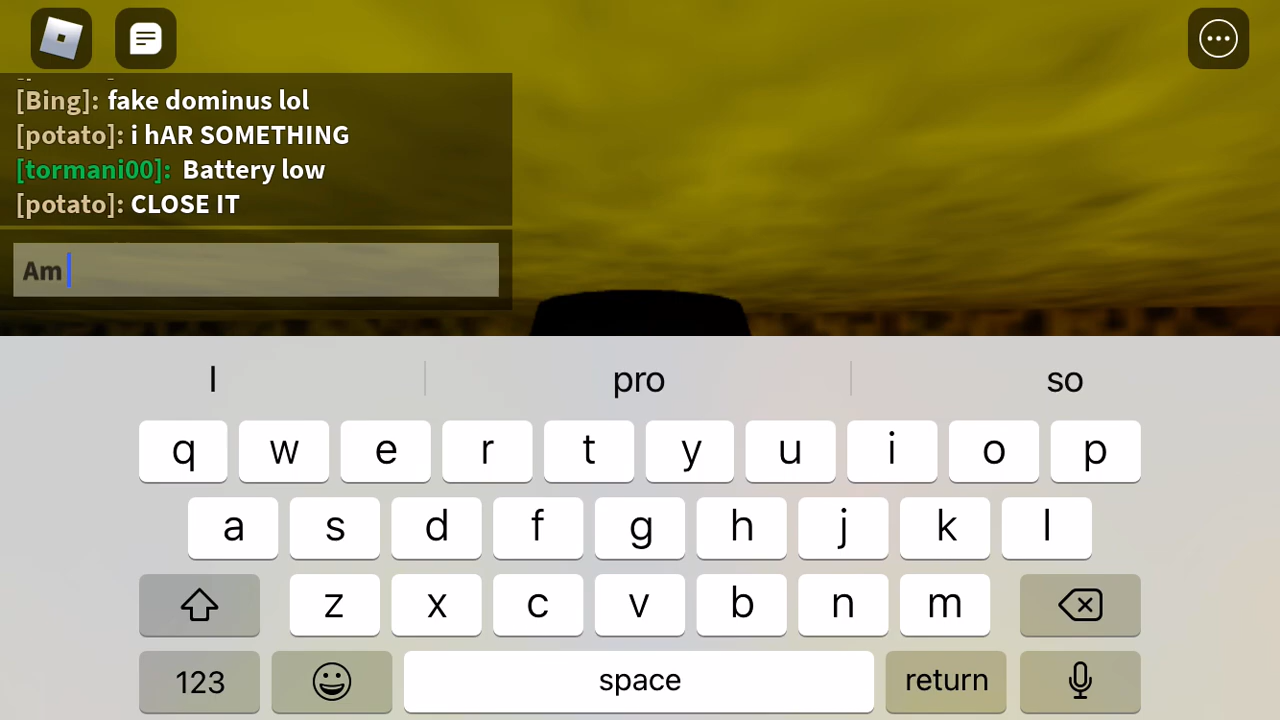 [Bing]: fake dominus lol
[potato]: i hAR SOMETHING
[tormani00]: Battery low
[potato]: CLOSE IT
Am
I pro so
q w e r t y u i o p
a s d f g h j k l
z x c v b n m
123 space return